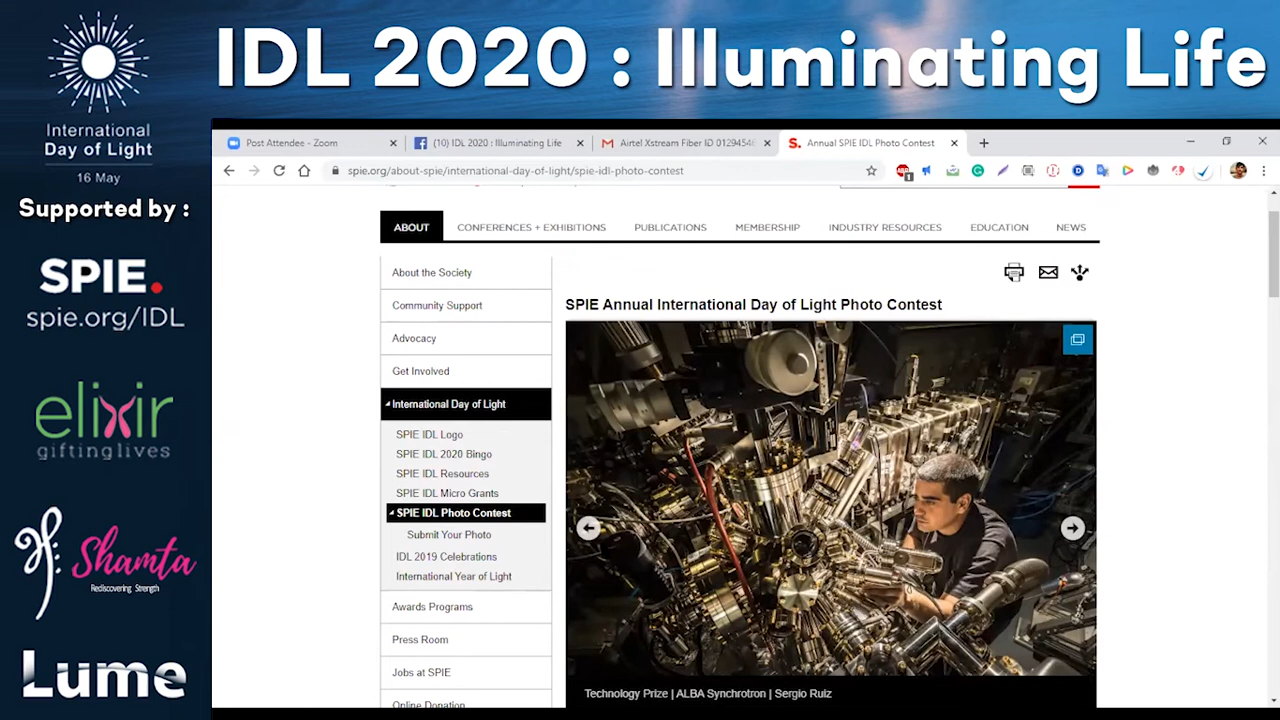 IDL 2020 : Illuminating Life
International
Day of Light
16 May
Supported by :
SPIE.
spie.org/IDL
elixir
giftinglives
Shamta
Rediscovering Strength
Lume
Post Attendee - Zoom
(10) IDL 2020 : Illuminating Life
Airtel Xstream Fiber ID 01294546
Annual SPIE IDL Photo Contest
spie.org/about-spie/international-day-of-light/spie-idl-photo-contest
ABOUT CONFERENCES + EXHIBITIONS PUBLICATIONS MEMBERSHIP INDUSTRY RESOURCES EDUCATION NEWS
About the Society
Community Support
Advocacy
Get Involved
International Day of Light
SPIE IDL Logo
SPIE IDL 2020 Bingo
SPIE IDL Resources
SPIE IDL Micro Grants
SPIE IDL Photo Contest
Submit Your Photo
IDL 2019 Celebrations
International Year of Light
Awards Programs
Press Room
Jobs at SPIE
Online Donation
SPIE Annual International Day of Light Photo Contest
Technology Prize | ALBA Synchrotron | Sergio Ruiz